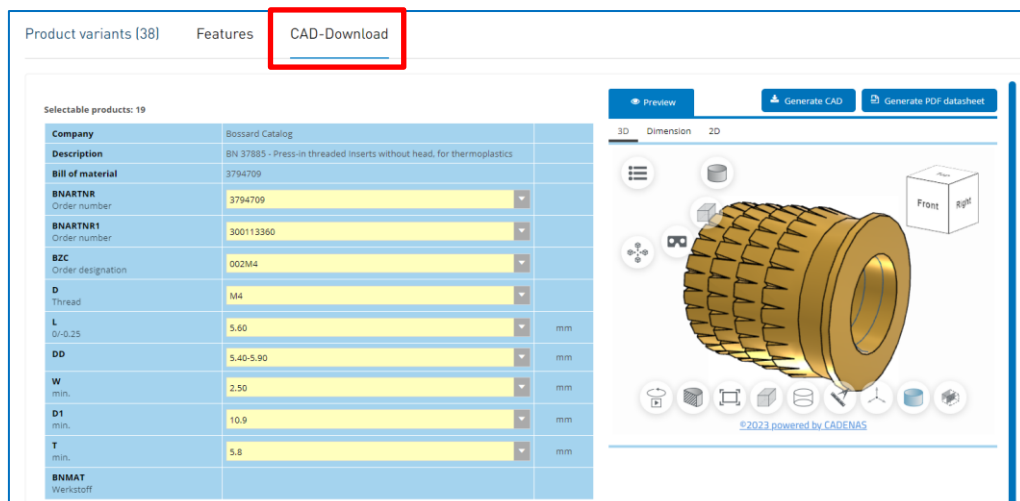 Product variants (38) Features CAD-Download
Selectable products: 19
Company Bossard Catalog
Description BN 37885 - Press-in threaded Inserts without head, for thermoplastics
Bill of material 3794709
BNARTNR
Order number
3794709
BNARTNR1
Order number
300113360
BZC
Order designation
002M4
D
Thread
M4
L
0/-0.25
5.60 mm
DD 5.40-5.90 mm
W
min.
2.50 mm
D1
min.
10.9 mm
T
min.
5.8 mm
BNMAT
Werkstoff
Preview Generate CAD Generate PDF datasheet
3D Dimension 2D
Front Right
©2023 powered by CADENAS